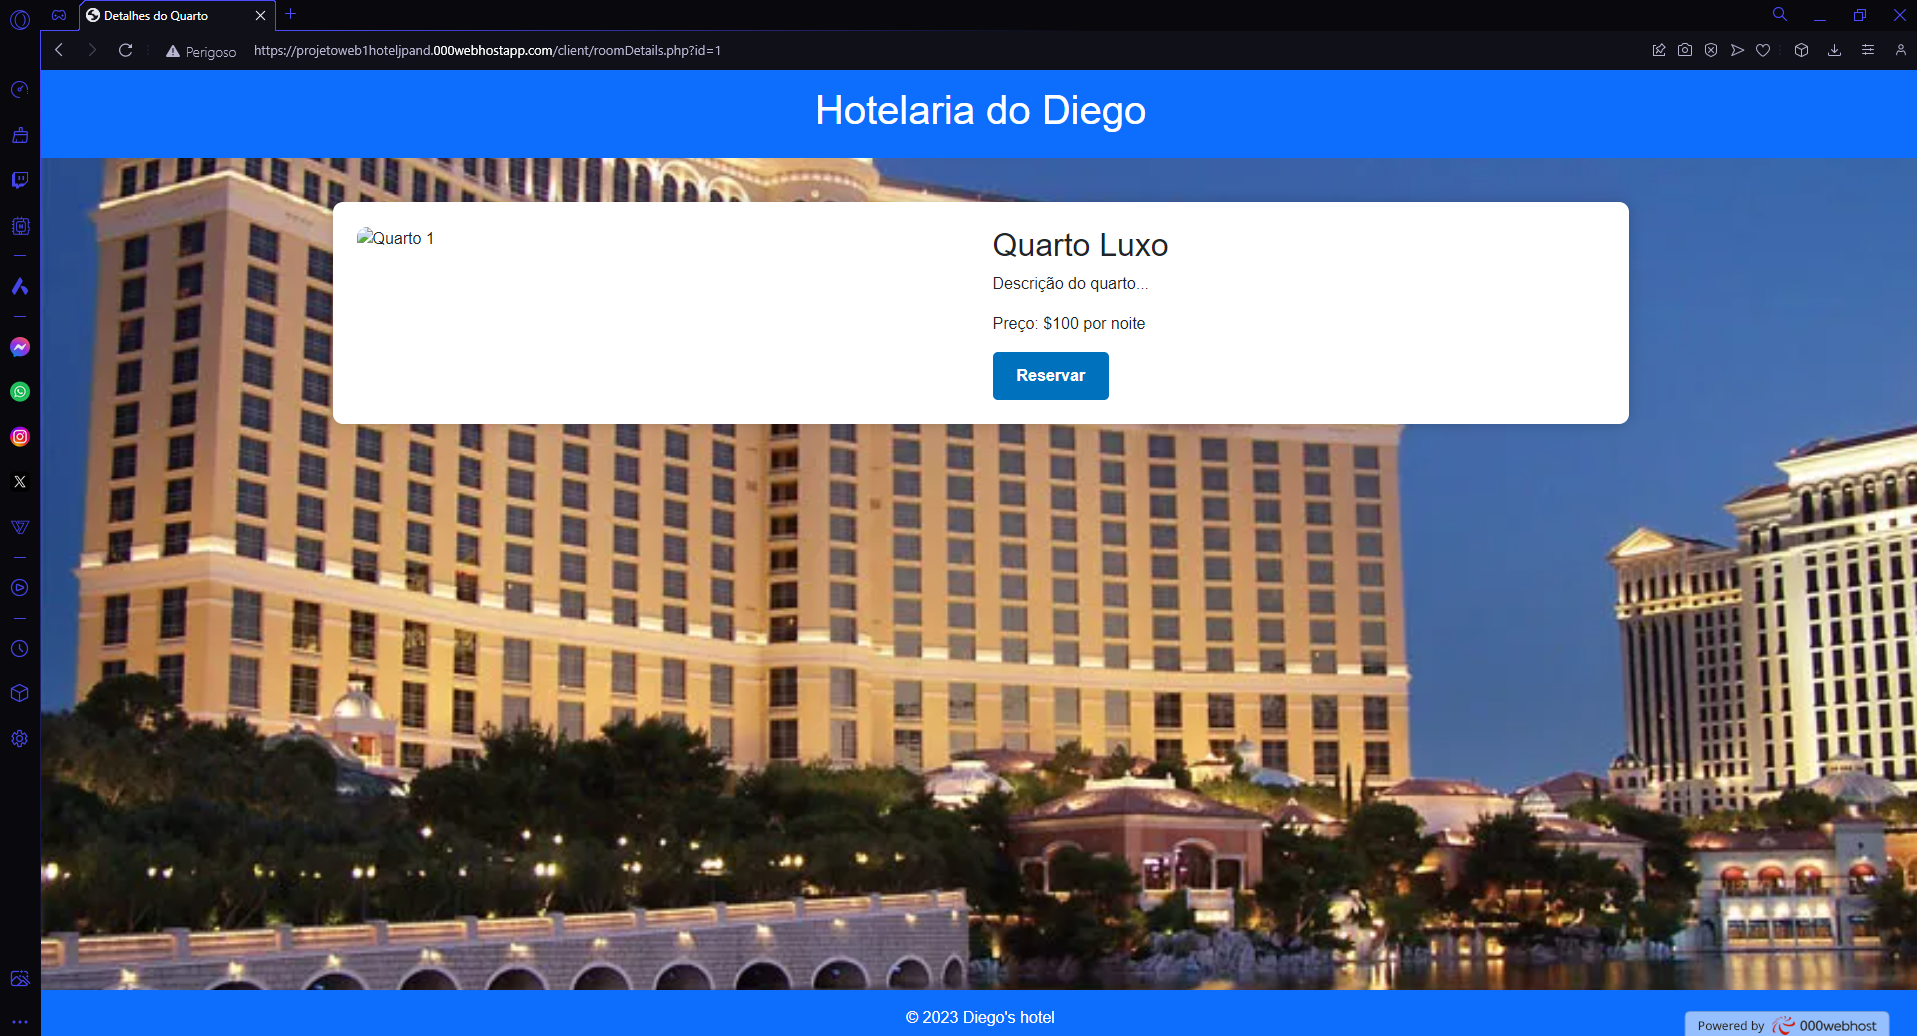 Detalhes do Quarto
Perigoso
https://projetoweb1hoteljpand.000webhostapp.com/client/roomDetails.php?id=1
Hotelaria do Diego
Quarto 1
Quarto Luxo
Descrição do quarto...
Preço: $100 por noite
Reservar
© 2023 Diego's hotel
Powered by 000webhost